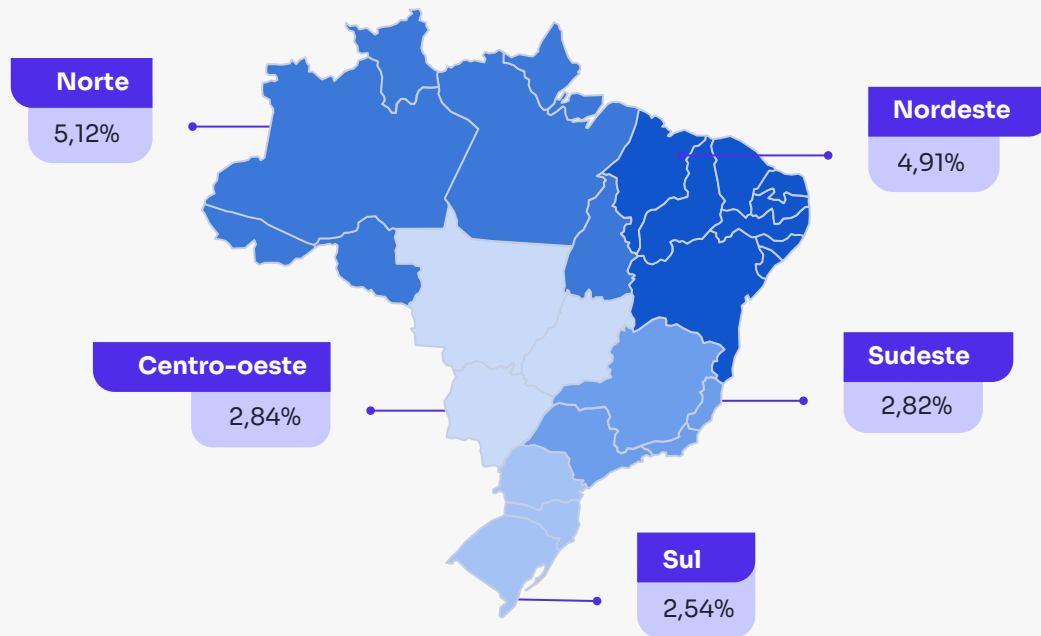 Norte
5,12%
Nordeste
4,91%
Centro-oeste
2,84%
Sudeste
2,82%
Sul
2,54%